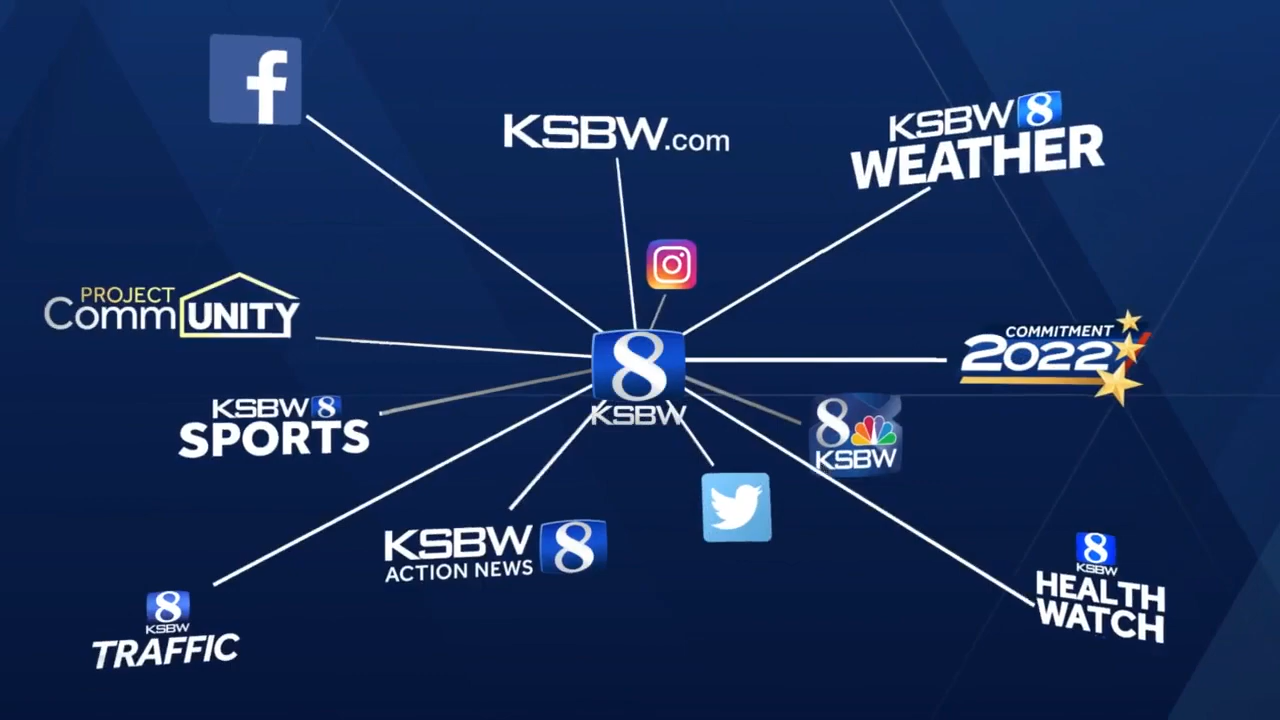 f
KSBW.com
KSBW 8
WEATHER
PROJECT
CommUNITY
COMMITMENT
2022
8
KSBW
KSBW 8
SPORTS
8
KSBW
KSBW 8
ACTION NEWS
8
KSBW
HEALTH
WATCH
8
KSBW
TRAFFIC